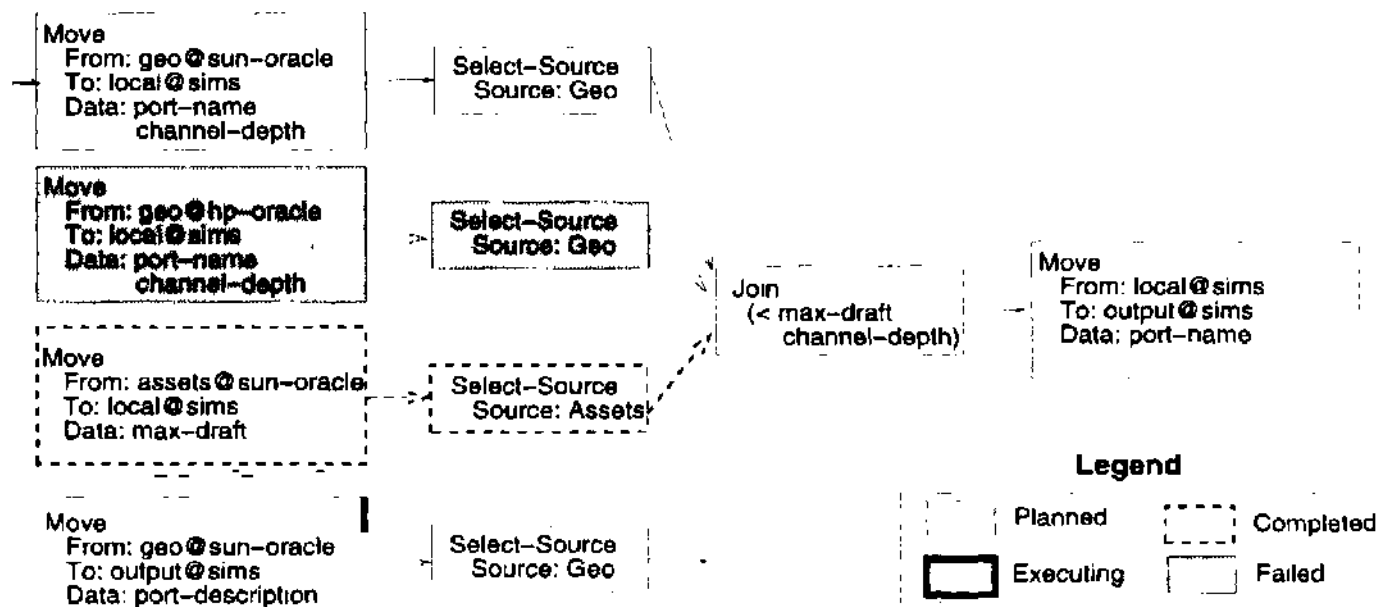 Move
From: geo@sun-oracle
To: local@sims
Data: port-name
channel-depth
Select-Source
Source: Geo
Move
From: geo@hp-oracle
To: local@sims
Data: port-name
channel-depth
Select-Source
Source: Geo
Join
(< max-draft
channel-depth)
Move
From: local@sims
To: output@sims
Data: port-name
Move
From: assets@sun-oracle
To: local@sims
Data: max-draft
Select-Source
Source: Assets
Move
From: geo@sun-oracle
To: output@sims
Data: port-description
Select-Source
Source: Geo
Legend
Planned
Completed
Executing
Failed